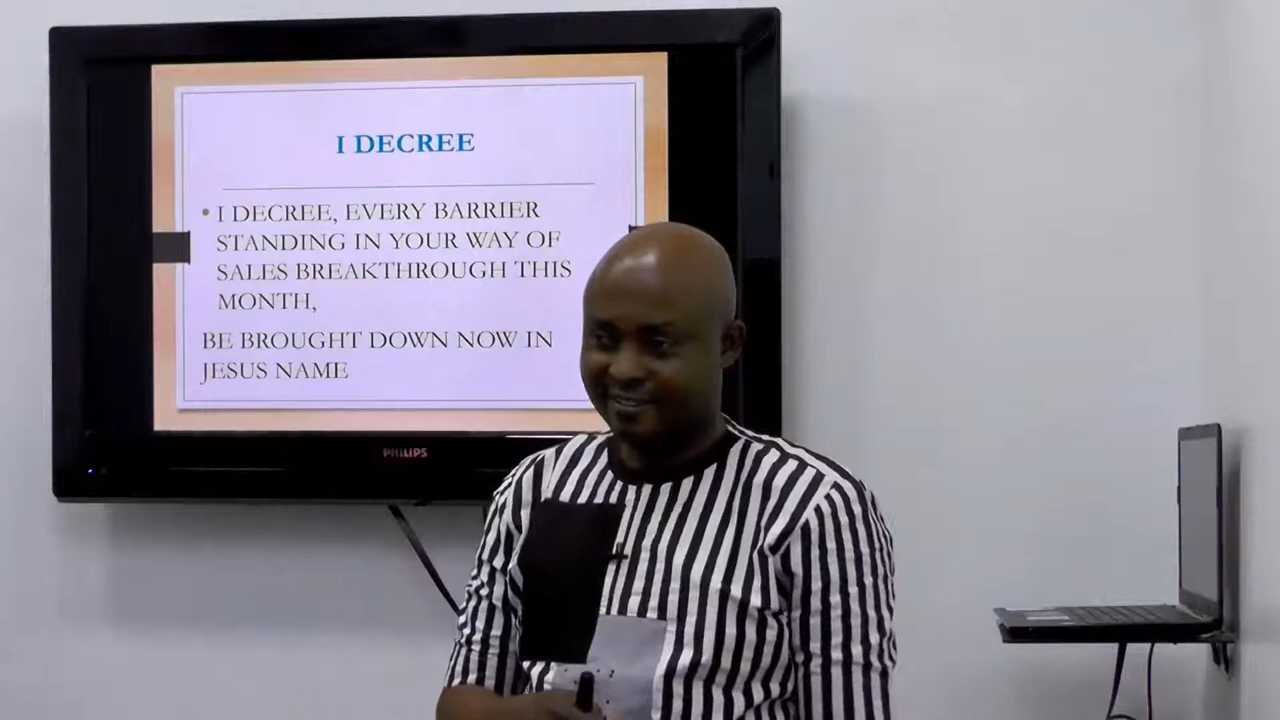 I DECREE
• I DECREE, EVERY BARRIER
STANDING IN YOUR WAY OF
SALES BREAKTHROUGH THIS
MONTH,
BE BROUGHT DOWN NOW IN
JESUS NAME
PHILIPS